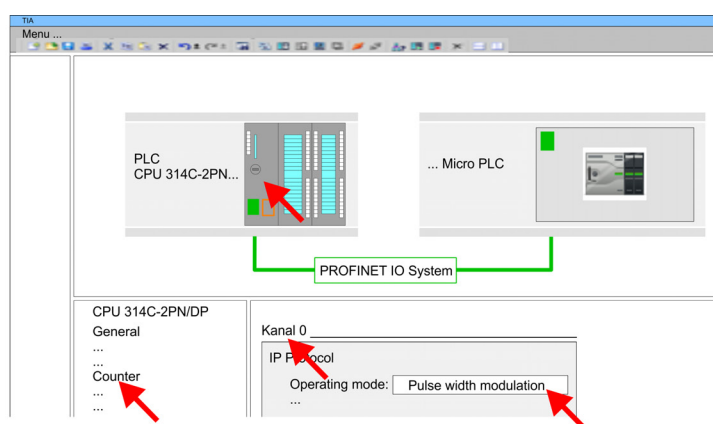 TIA
Menu ...
PLC
CPU 314C-2PN...
... Micro PLC
PROFINET IO System
CPU 314C-2PN/DP
General
...
...
Counter
...
...
Kanal 0
IP Protocol
Operating mode: Pulse width modulation
...